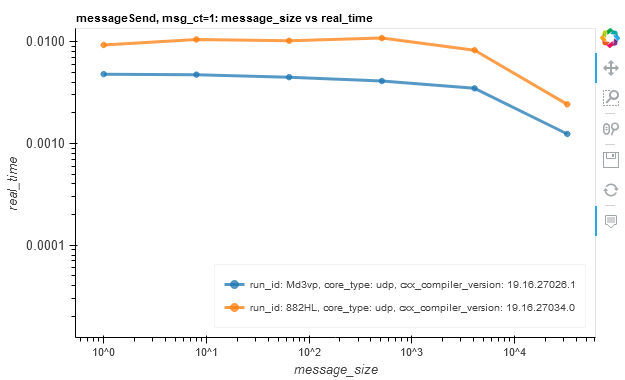 messageSend, msg_ct=1: message_size vs real_time
0.0100
0.0010
0.0001
real_time
run_id: Md3vp, core_type: udp, cxx_compiler_version: 19.16.27026.1
run_id: 882HL, core_type: udp, cxx_compiler_version: 19.16.27034.0
10^0 10^1 10^2 10^3 10^4
message_size